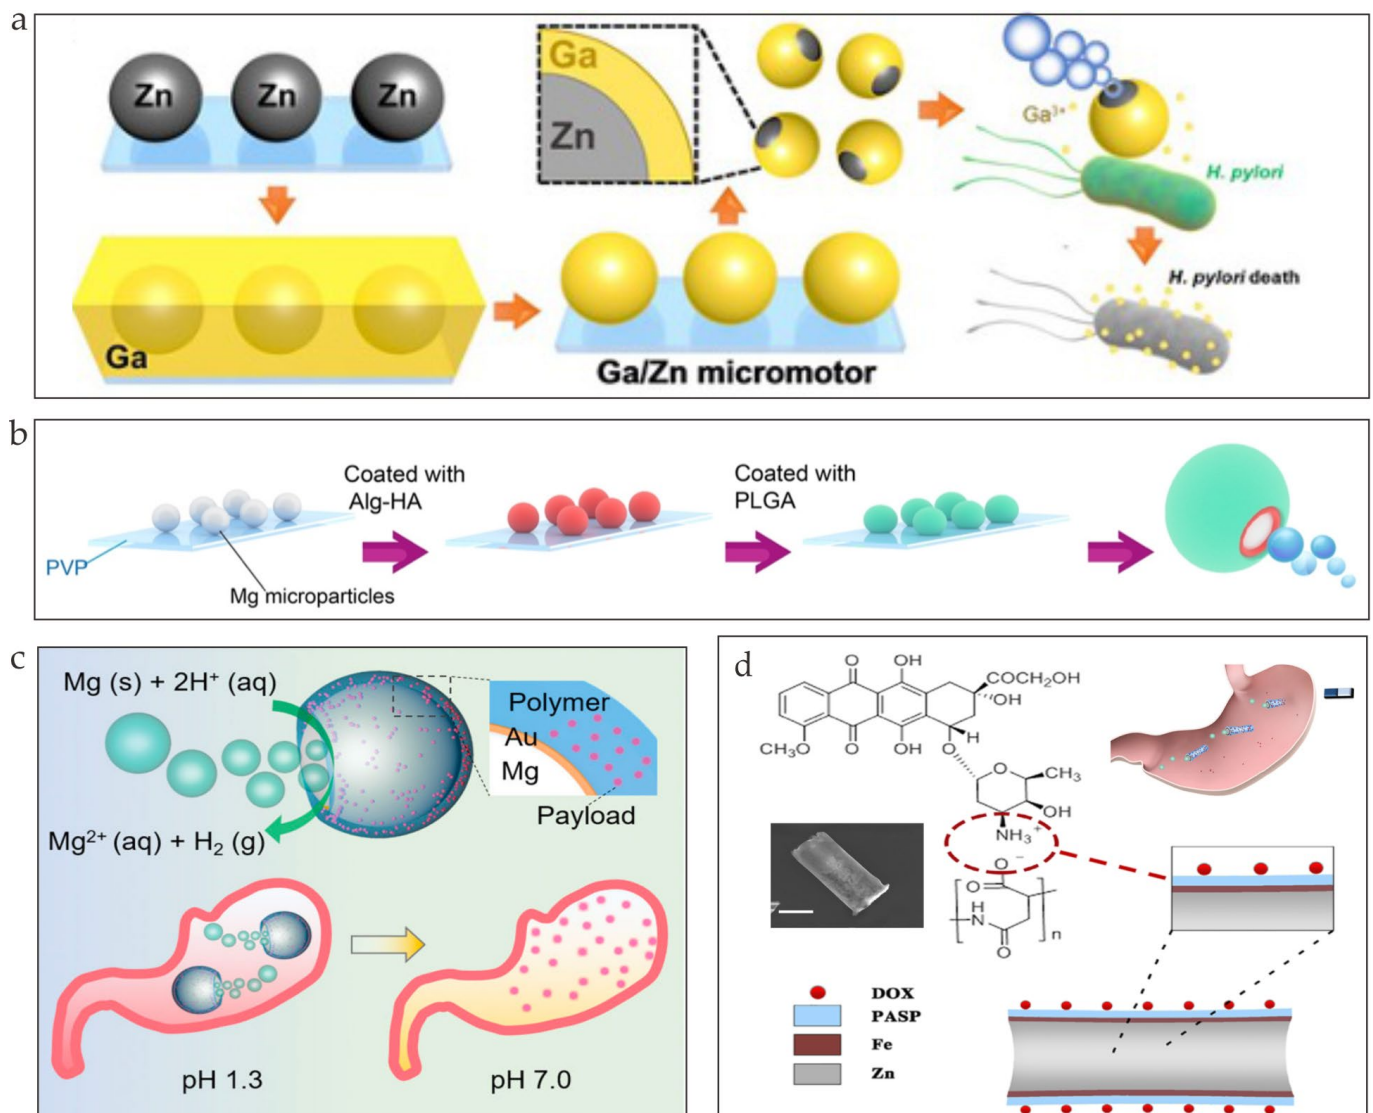 a
Zn Zn Zn
Ga
Zn
Ga³⁺
H. pylori
H. pylori death
Ga
Ga/Zn micromotor
b
Coated with
Alg-HA
Coated with
PLGA
PVP
Mg microparticles
c
Mg (s) + 2H⁺ (aq)
Polymer
Au
Mg
Payload
Mg²⁺ (aq) + H₂ (g)
pH 1.3
pH 7.0
d
O OH
COCH₂OH
OH
H
OCH₃ O OH
O
O CH₃
OH
NH₃⁺
O⁻
O
H
N
O
n
DOX
PASP
Fe
Zn